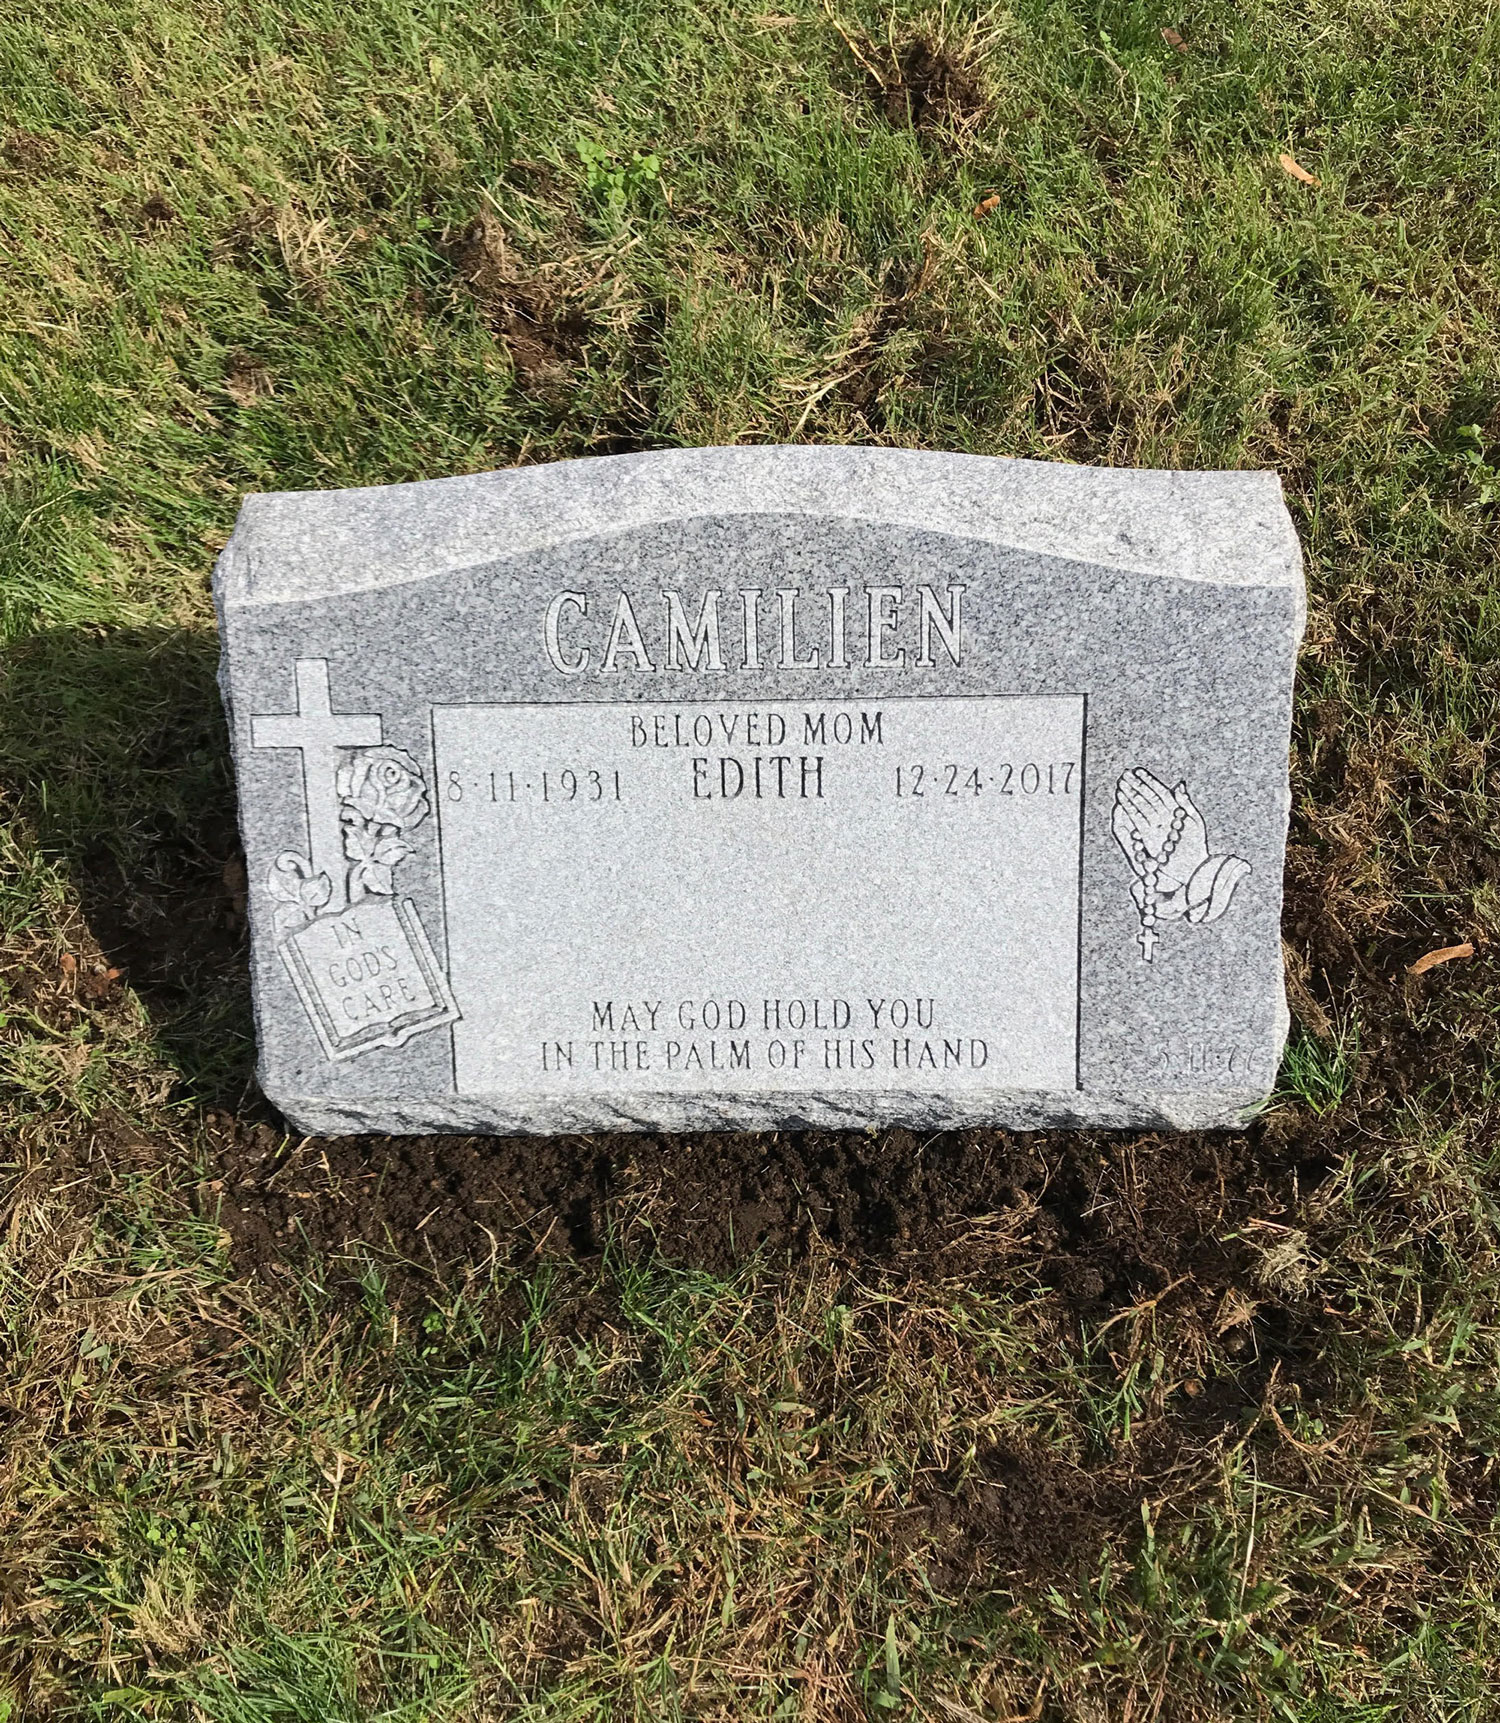 CAMILIEN
BELOVED MOM
8·11·1931 EDITH 12·24·2017
IN
GOD'S
CARE
MAY GOD HOLD YOU
IN THE PALM OF HIS HAND